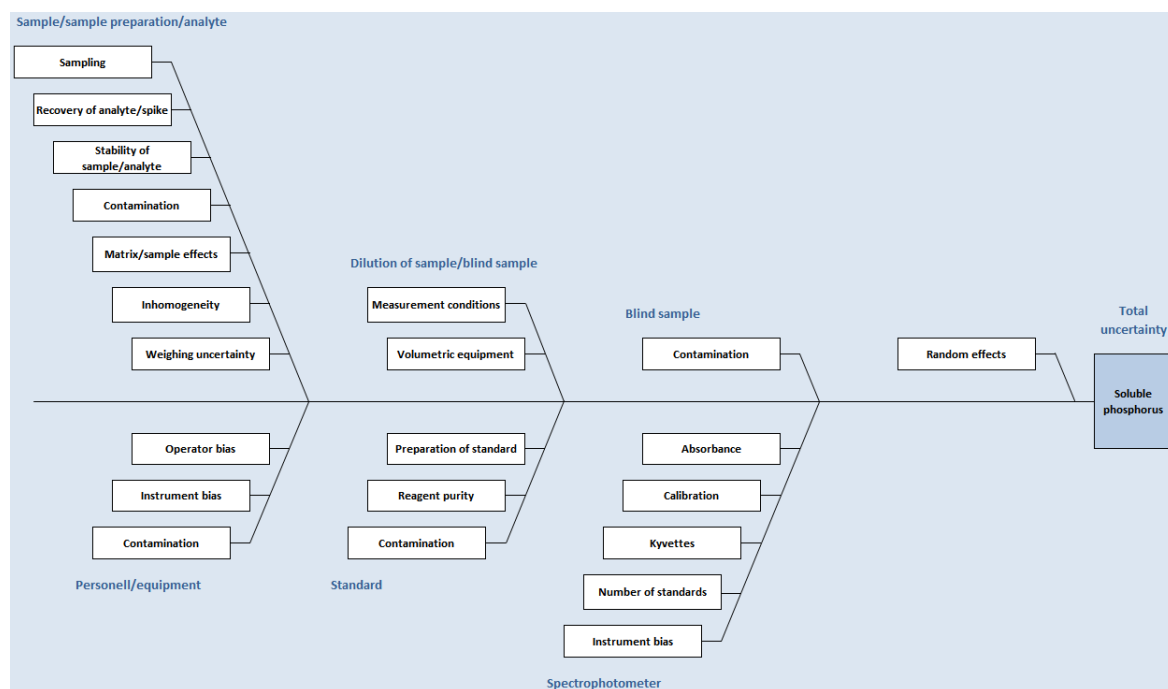 Sample/sample preparation/analyte
Sampling
Recovery of analyte/spike
Stability of
sample/analyte
Contamination
Matrix/sample effects
Inhomogeneity
Weighing uncertainty
Dilution of sample/blind sample
Measurement conditions
Volumetric equipment
Blind sample
Contamination
Random effects
Total
uncertainty
Soluble
phosphorus
Operator bias
Instrument bias
Contamination
Personell/equipment
Preparation of standard
Reagent purity
Contamination
Standard
Absorbance
Calibration
Kyvettes
Number of standards
Instrument bias
Spectrophotometer